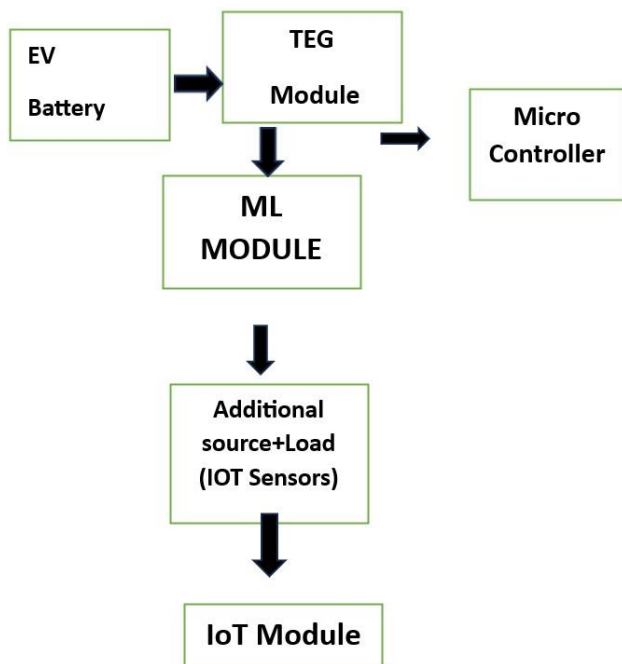 EV
Battery
TEG
Module
Micro
Controller
ML
MODULE
Additional
source+Load
(IOT Sensors)
IoT Module